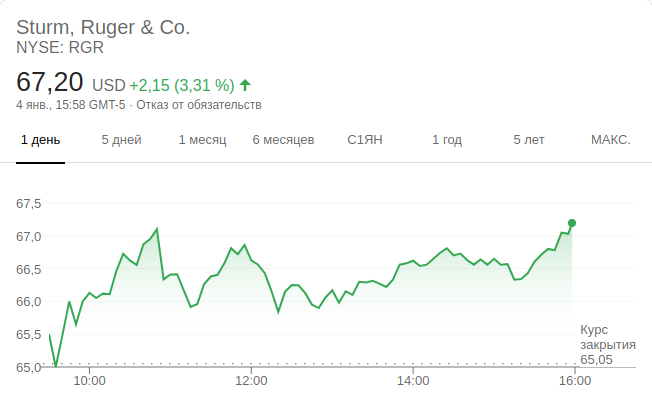 Sturm, Ruger & Co.
NYSE: RGR
67,20 USD +2,15 (3,31 %)
4 янв., 15:58 GMT-5 · Отказ от обязательств
1 день 5 дней 1 месяц 6 месяцев С1ЯН 1 год 5 лет МАКС.
67,5
67,0
66,5
66,0
65,5
65,0
Курс
закрытия
65,05
10:00 12:00 14:00 16:00